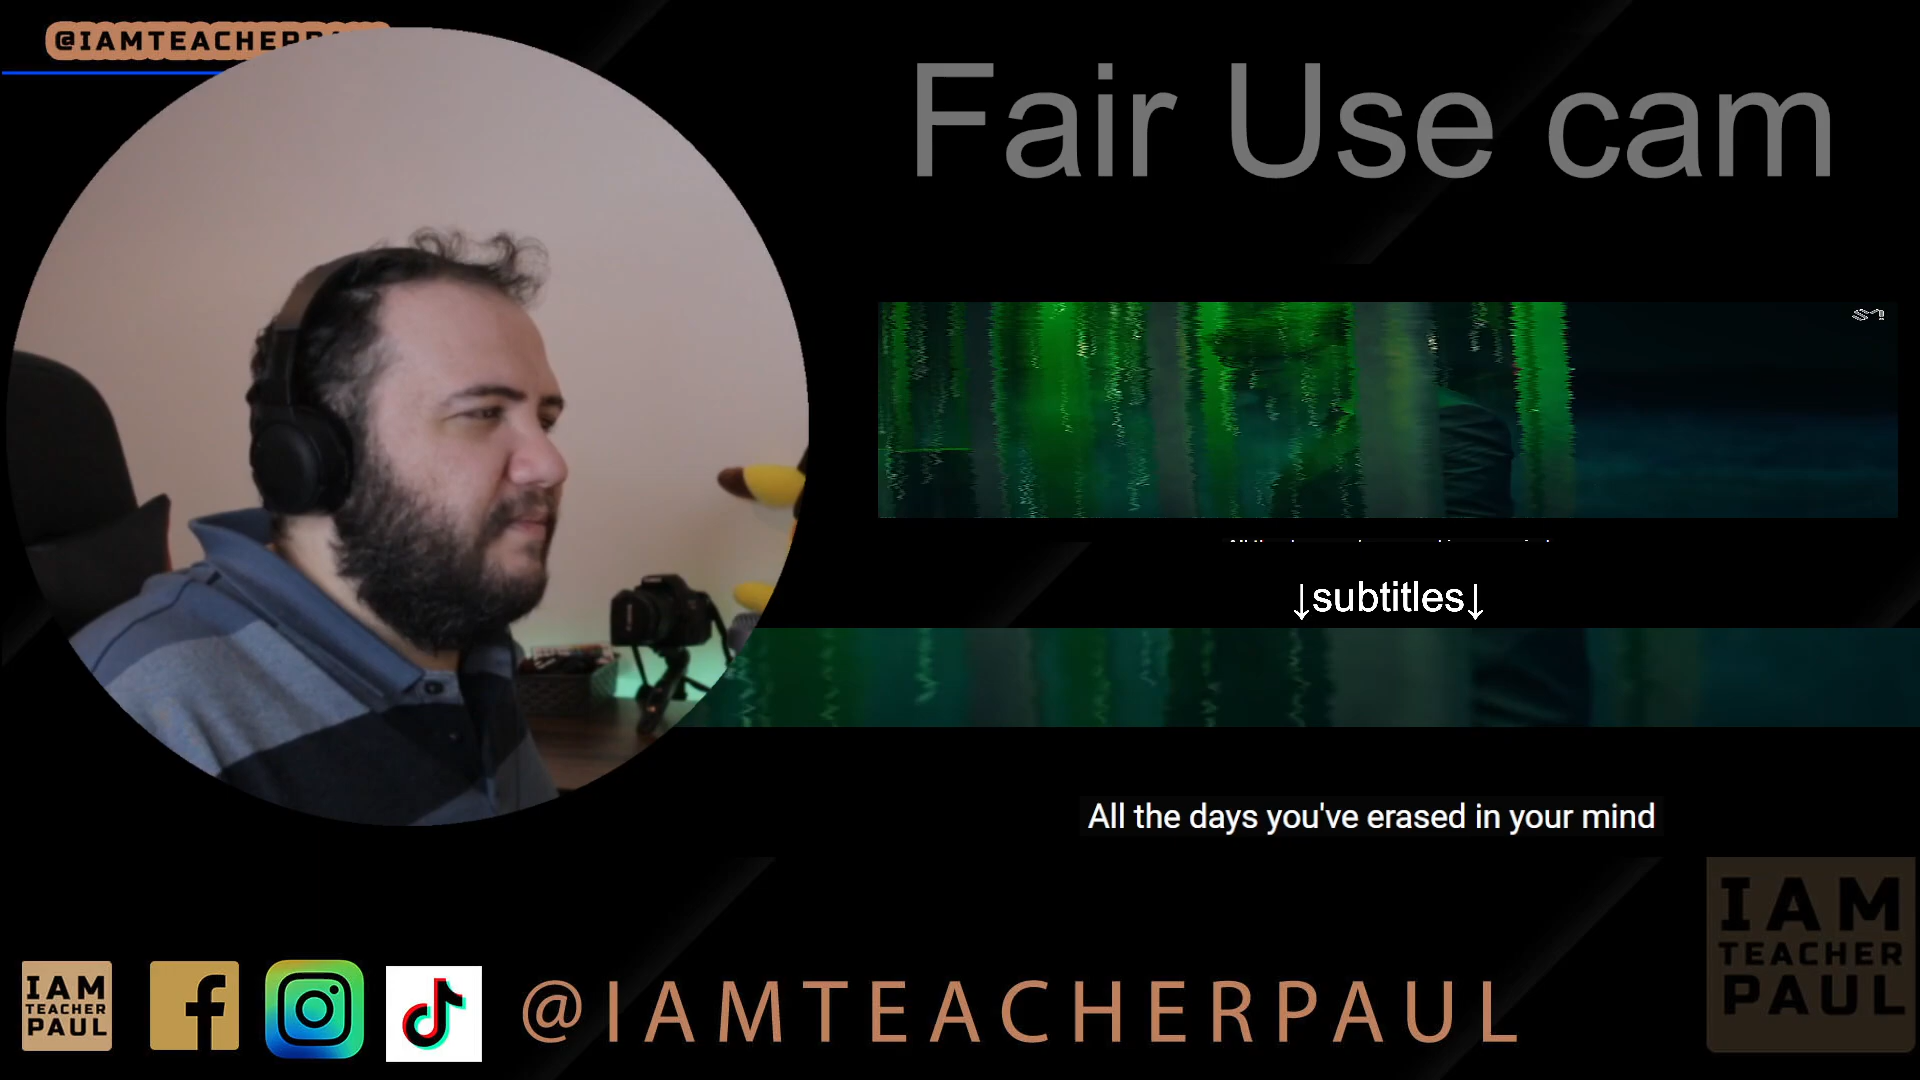 @IAMTEACHERPA
Fair Use cam
↓subtitles↓
All the days you've erased in your mind
IAM
TEACHER
PAUL
IAM
TEACHER
PAUL
@IAMTEACHERPAUL